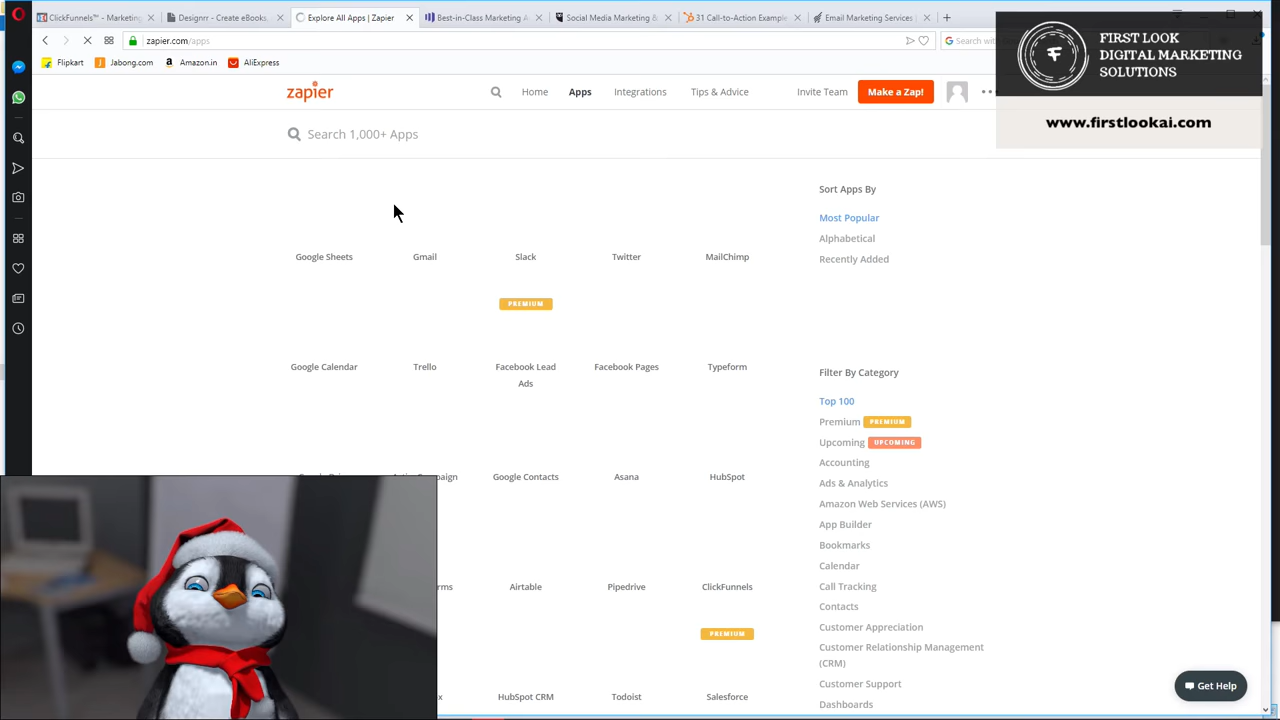 ClickFunnels™ - Marketing
Designrr - Create eBooks,
Explore All Apps | Zapier
Best-in-Class Marketing A
Social Media Marketing &
31 Call-to-Action Example
Email Marketing Services |
zapier.com/apps
Search with
Flipkart
Jabong.com
Amazon.in
AliExpress
FIRST LOOK
DIGITAL MARKETING
SOLUTIONS
www.firstlookai.com
zapier
Home
Apps
Integrations
Tips & Advice
Invite Team
Make a Zap!
Search 1,000+ Apps
Google Sheets
Gmail
Slack
Twitter
MailChimp
PREMIUM
Google Calendar
Trello
Facebook Lead
Ads
Facebook Pages
Typeform
Google Contacts
Asana
HubSpot
Airtable
Pipedrive
ClickFunnels
PREMIUM
HubSpot CRM
Todoist
Salesforce
Sort Apps By
Most Popular
Alphabetical
Recently Added
Filter By Category
Top 100
Premium PREMIUM
Upcoming UPCOMING
Accounting
Ads & Analytics
Amazon Web Services (AWS)
App Builder
Bookmarks
Calendar
Call Tracking
Contacts
Customer Appreciation
Customer Relationship Management
(CRM)
Customer Support
Dashboards
Get Help